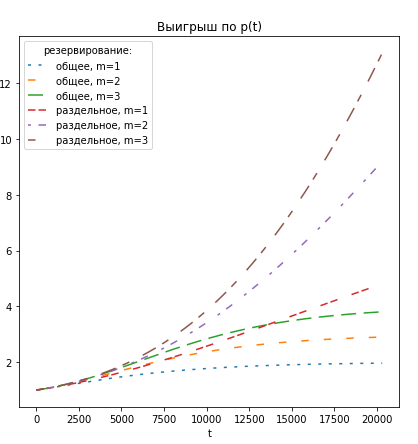 Выигрыш по p(t)
резервирование:
общее, m=1
общее, m=2
общее, m=3
раздельное, m=1
раздельное, m=2
раздельное, m=3
12
10
8
6
4
2
0 2500 5000 7500 10000 12500 15000 17500 20000
t